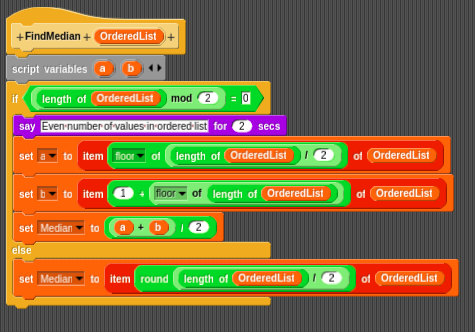 +FindMedian+ OrderedList +
script variables a b
if length of OrderedList mod 2 = 0
say Even·number·of·values·in·ordered·list for 2 secs
set a to item floor of length of OrderedList / 2 of OrderedList
set b to item 1 + floor of length of OrderedList of OrderedList
set Median to a + b / 2
else
set Median to item round length of OrderedList / 2 of OrderedList